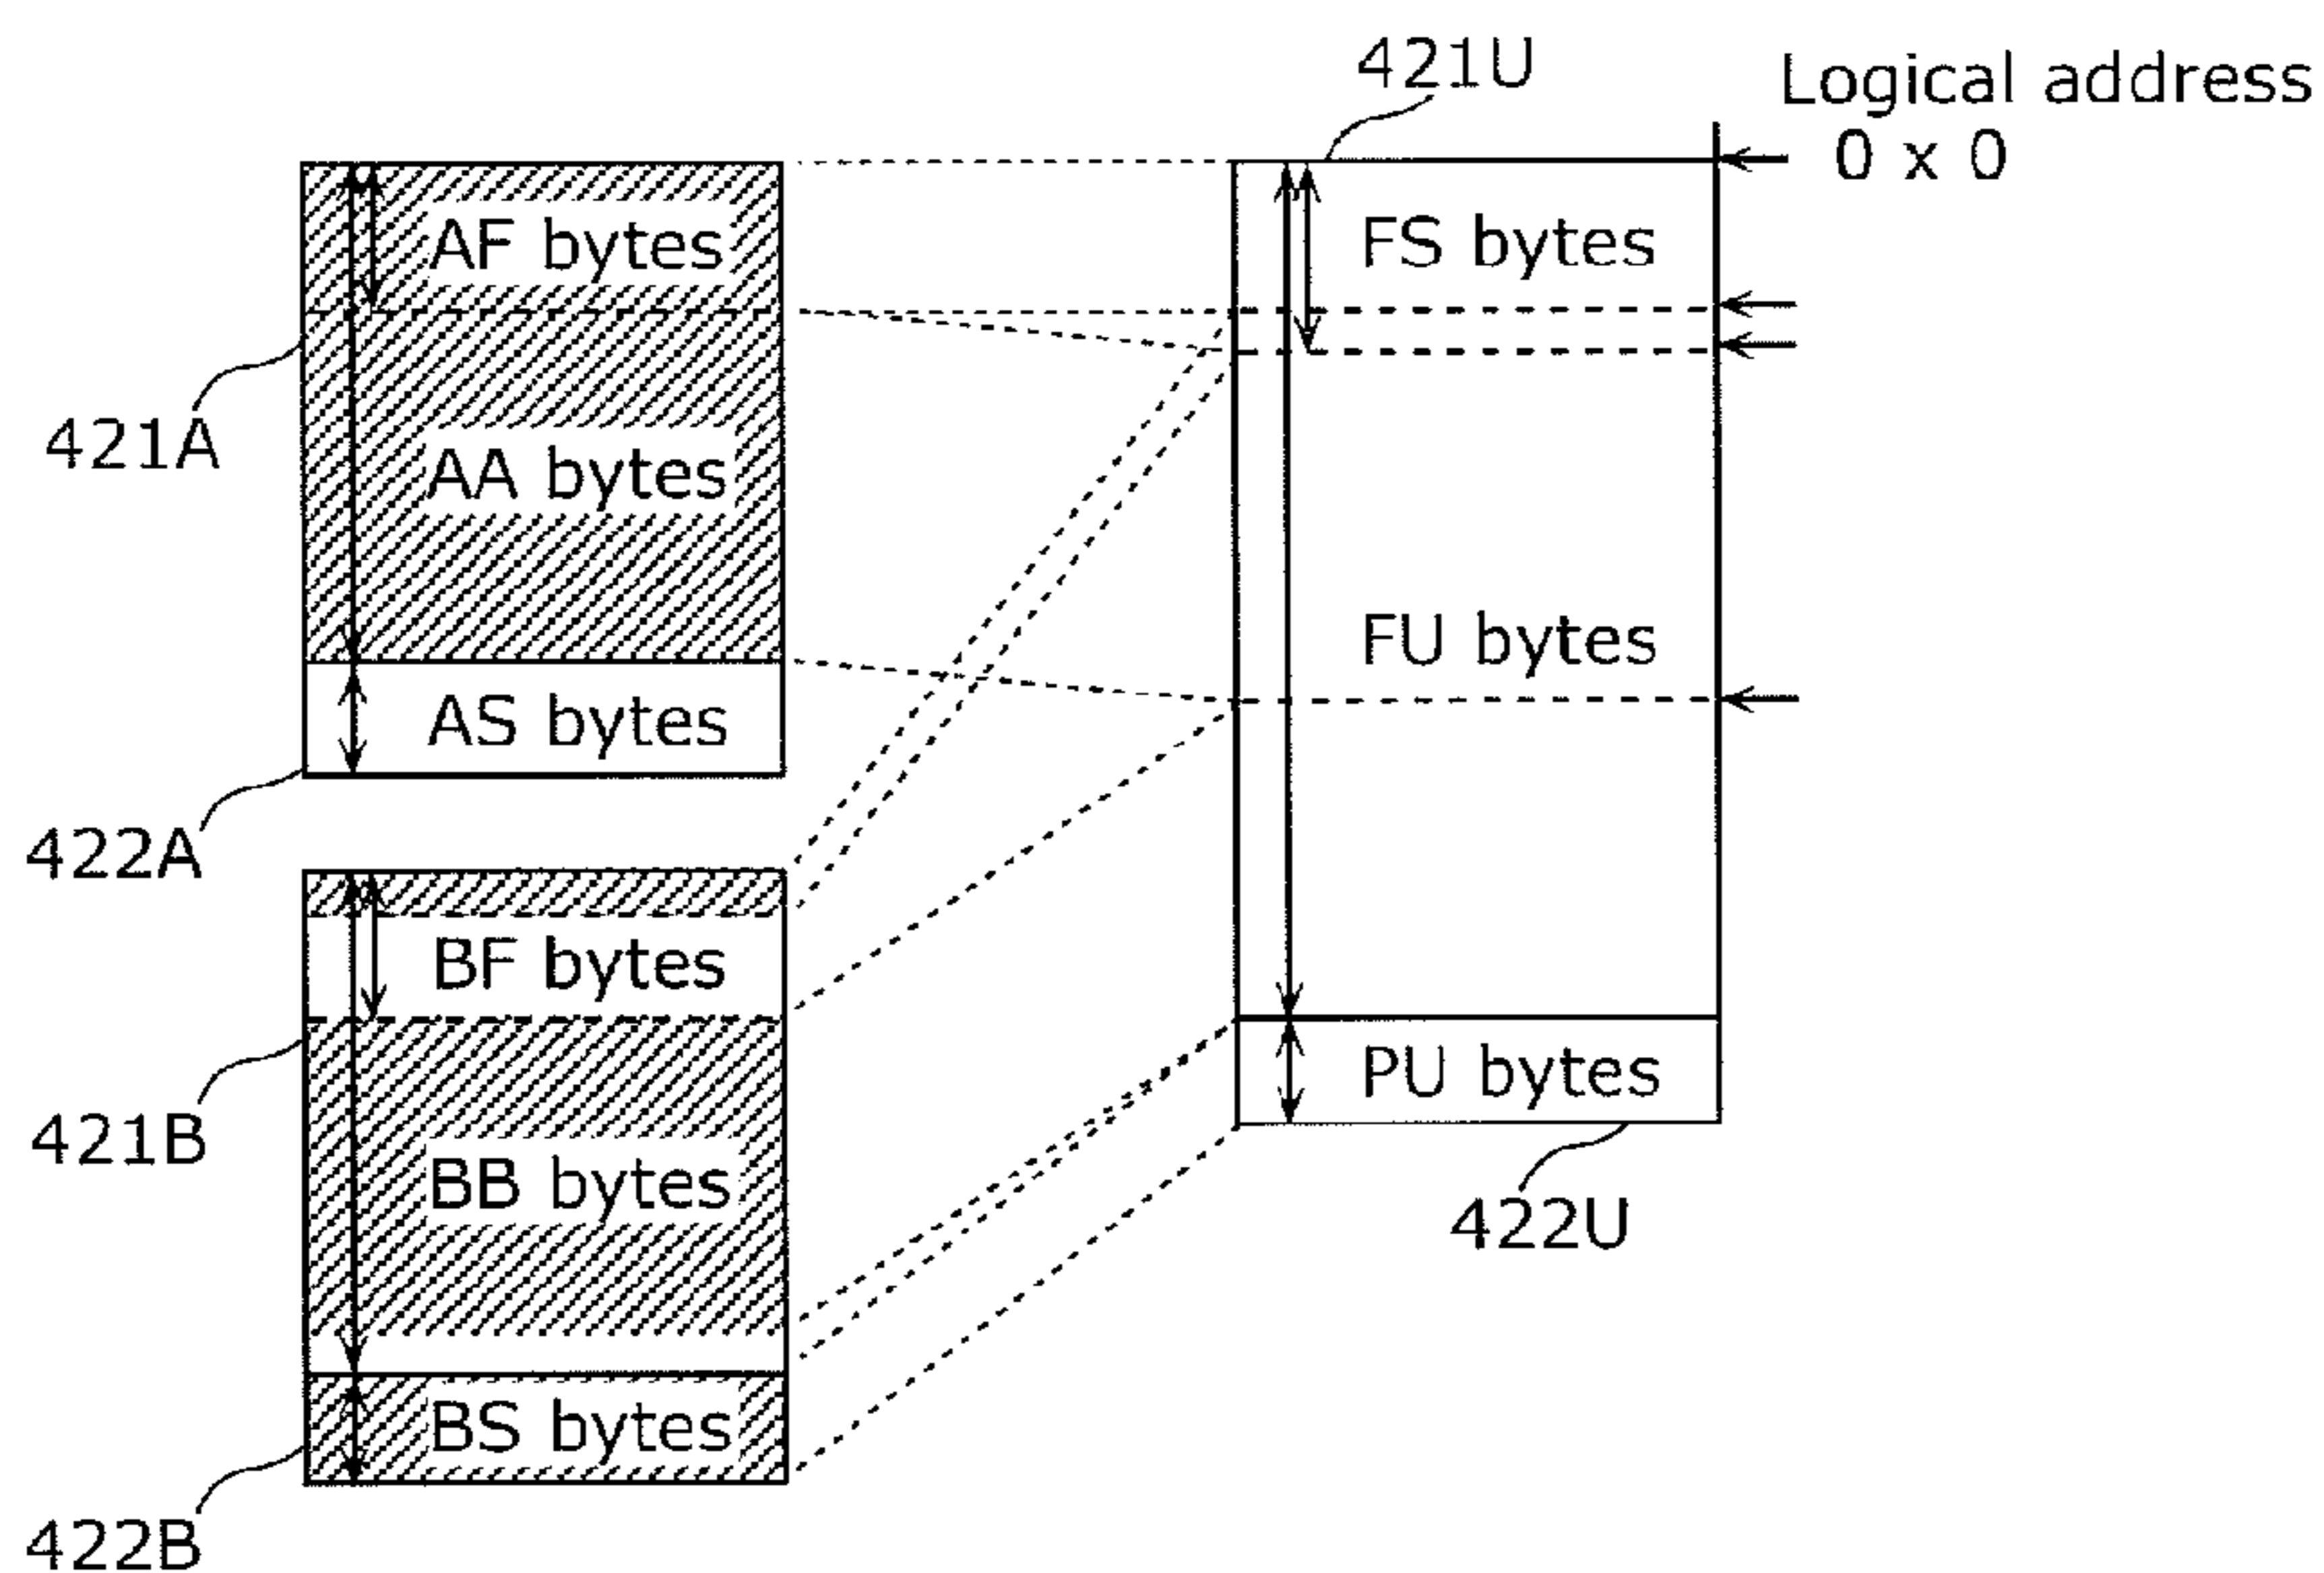 421U
Logical address
0 x 0
AF bytes
FS bytes
421A
AA bytes
FU bytes
AS bytes
422A
BF bytes
PU bytes
421B
BB bytes
422U
BS bytes
422B